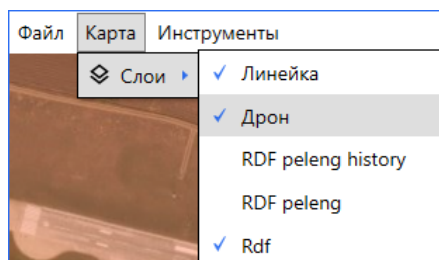 Файл Карта Инструменты
Слои Линейка
Дрон
RDF peleng history
RDF peleng
Rdf